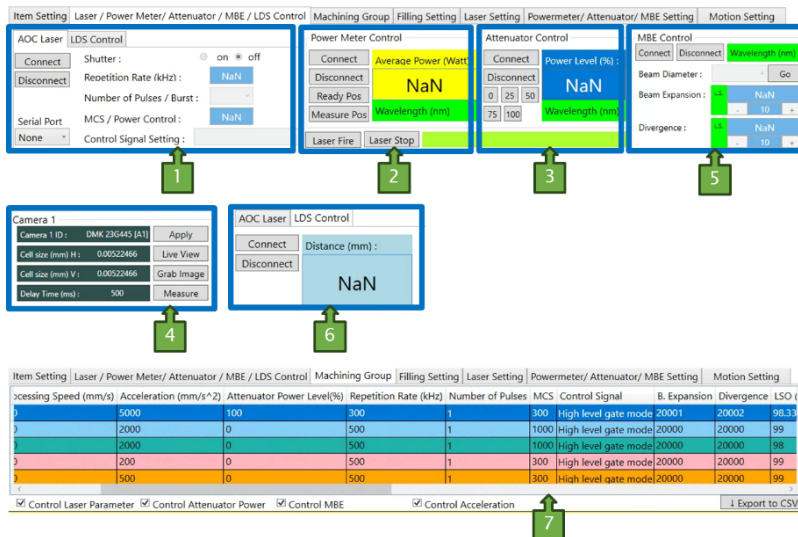 Item Setting Laser / Power Meter/ Attenuator / MBE / LDS Control Machining Group Filling Setting Laser Setting Powermeter/ Attenuator/ MBE Setting Motion Setting
AOC Laser LDS Control
Connect
Disconnect
Serial Port
None
Shutter : on off
Repetition Rate (kHz) : NaN
Number of Pulses / Burst :
MCS / Power Control : NaN
Control Signal Setting :
1
Power Meter Control
Connect
Disconnect
Ready Pos
Measure Pos
Average Power (Watt
NaN
Wavelength (nm)
Laser Fire Laser Stop
2
Attenuator Control
Connect
Disconnect
0 25 50
75 100
Power Level (%) :
NaN
Wavelength (nm)
3
MBE Control
Connect Disconnect Wavelength (nm)
Beam Diameter : Go
Beam Expansion : L.S. NaN
- 10 +
Divergence : L.S. NaN
- 10 +
5
Camera 1
Camera 1 ID : DMK 23G445 [A1] Apply
Cell size (mm) H : 0.00522466 Live View
Cell size (mm) V : 0.00522466 Grab Image
Delay Time (ms) : 500 Measure
4
AOC Laser LDS Control
Connect
Disconnect
Distance (mm) :
NaN
6
Item Setting Laser / Power Meter/ Attenuator / MBE / LDS Control Machining Group Filling Setting Laser Setting Powermeter/ Attenuator/ MBE Setting Motion Setting
ocessing Speed (mm/s) Acceleration (mm/s^2) Attenuator Power Level(%) Repetition Rate (kHz) Number of Pulses MCS Control Signal B. Expansion Divergence LSO (
0 5000 100 300 1 300 High level gate mode 20001 20002 98.33
0 2000 0 500 1 1000 High level gate mode 20000 20000 99
0 2000 0 500 1 1000 High level gate mode 20000 20000 98
0 200 0 500 1 300 High level gate mode 20000 20000 99
0 500 0 500 1 300 High level gate mode 20000 20000 99
Control Laser Parameter Control Attenuator Power Control MBE Control Acceleration ↓ Export to CSV
7